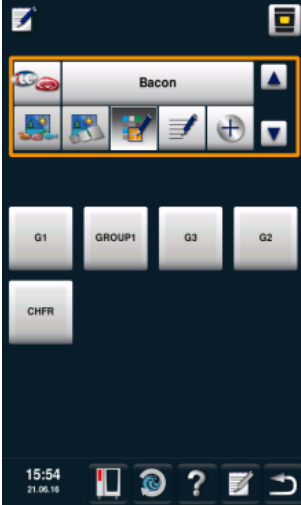 Bacon
G1
GROUP1
G3
G2
CHFR
15:54
21.06.16
?